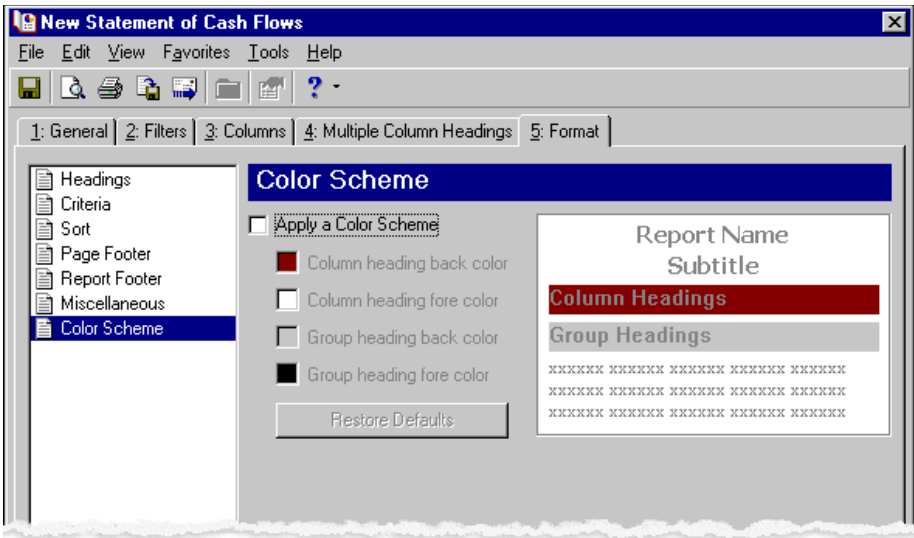 New Statement of Cash Flows
File Edit View Favorites Tools Help
?
1: General 2: Filters 3: Columns 4: Multiple Column Headings 5: Format
Headings
Criteria
Sort
Page Footer
Report Footer
Miscellaneous
Color Scheme
Color Scheme
Apply a Color Scheme
Column heading back color
Column heading fore color
Group heading back color
Group heading fore color
Restore Defaults
Report Name
Subtitle
Column Headings
Group Headings
xxxxxx xxxxxx xxxxxx xxxxxx xxxxxx
xxxxxx xxxxxx xxxxxx xxxxxx xxxxxx
xxxxxx xxxxxx xxxxxx xxxxxx xxxxxx